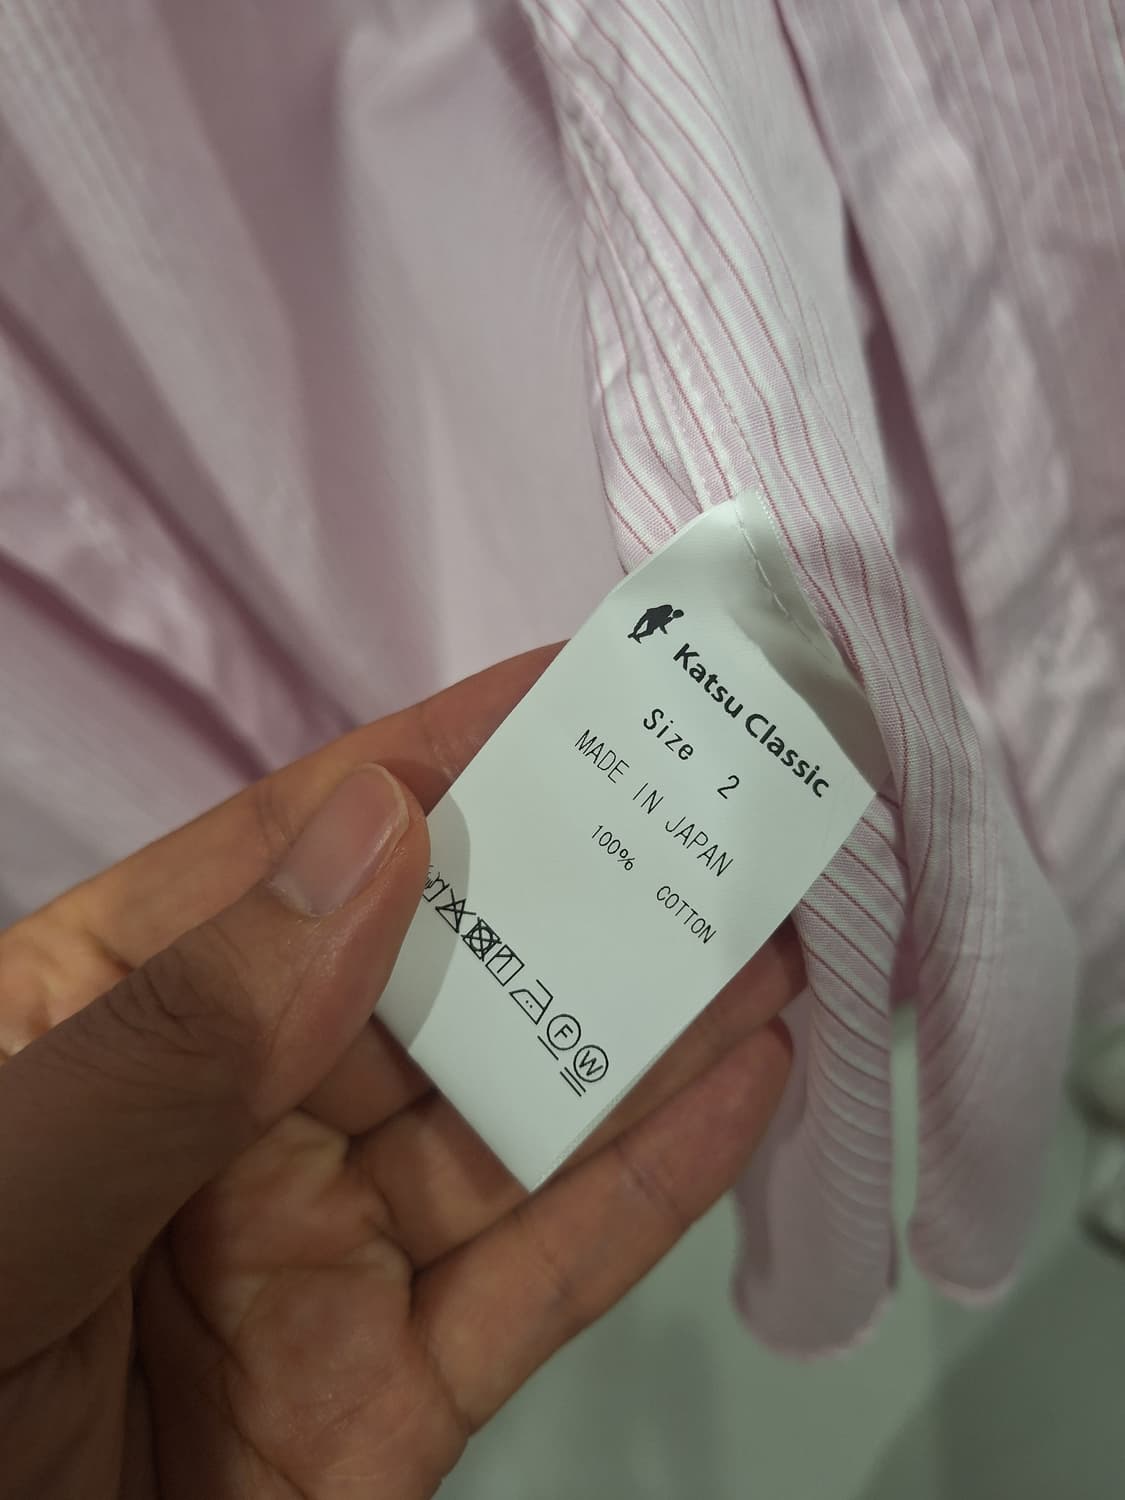 Katsu Classic
Size 2
MADE IN JAPAN
100% COTTON
F W